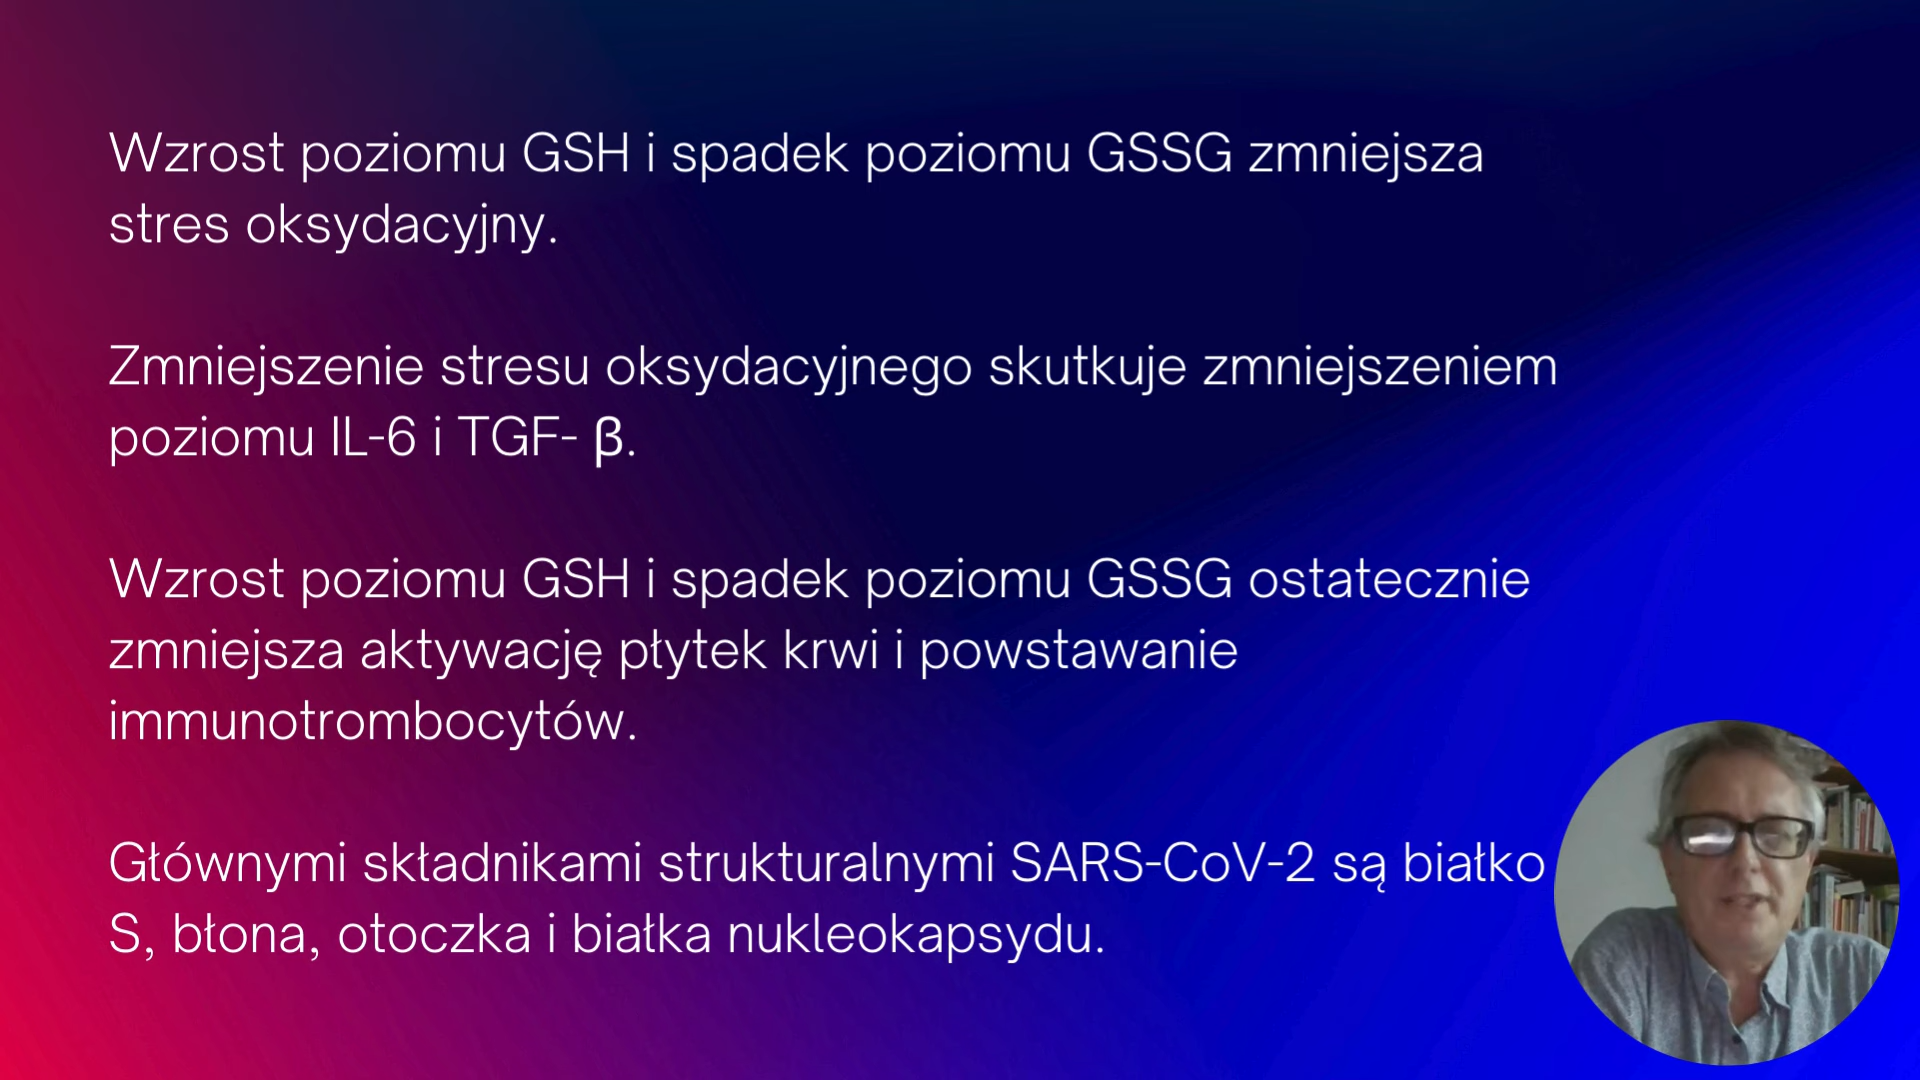 Wzrost poziomu GSH i spadek poziomu GSSG zmniejsza
stres oksydacyjny.
Zmniejszenie stresu oksydacyjnego skutkuje zmniejszeniem
poziomu IL-6 i TGF- β.
Wzrost poziomu GSH i spadek poziomu GSSG ostatecznie
zmniejsza aktywację płytek krwi i powstawanie
immunotrombocytów.
Głównymi składnikami strukturalnymi SARS-CoV-2 są białko
S, błona, otoczka i białka nukleokapsydu.